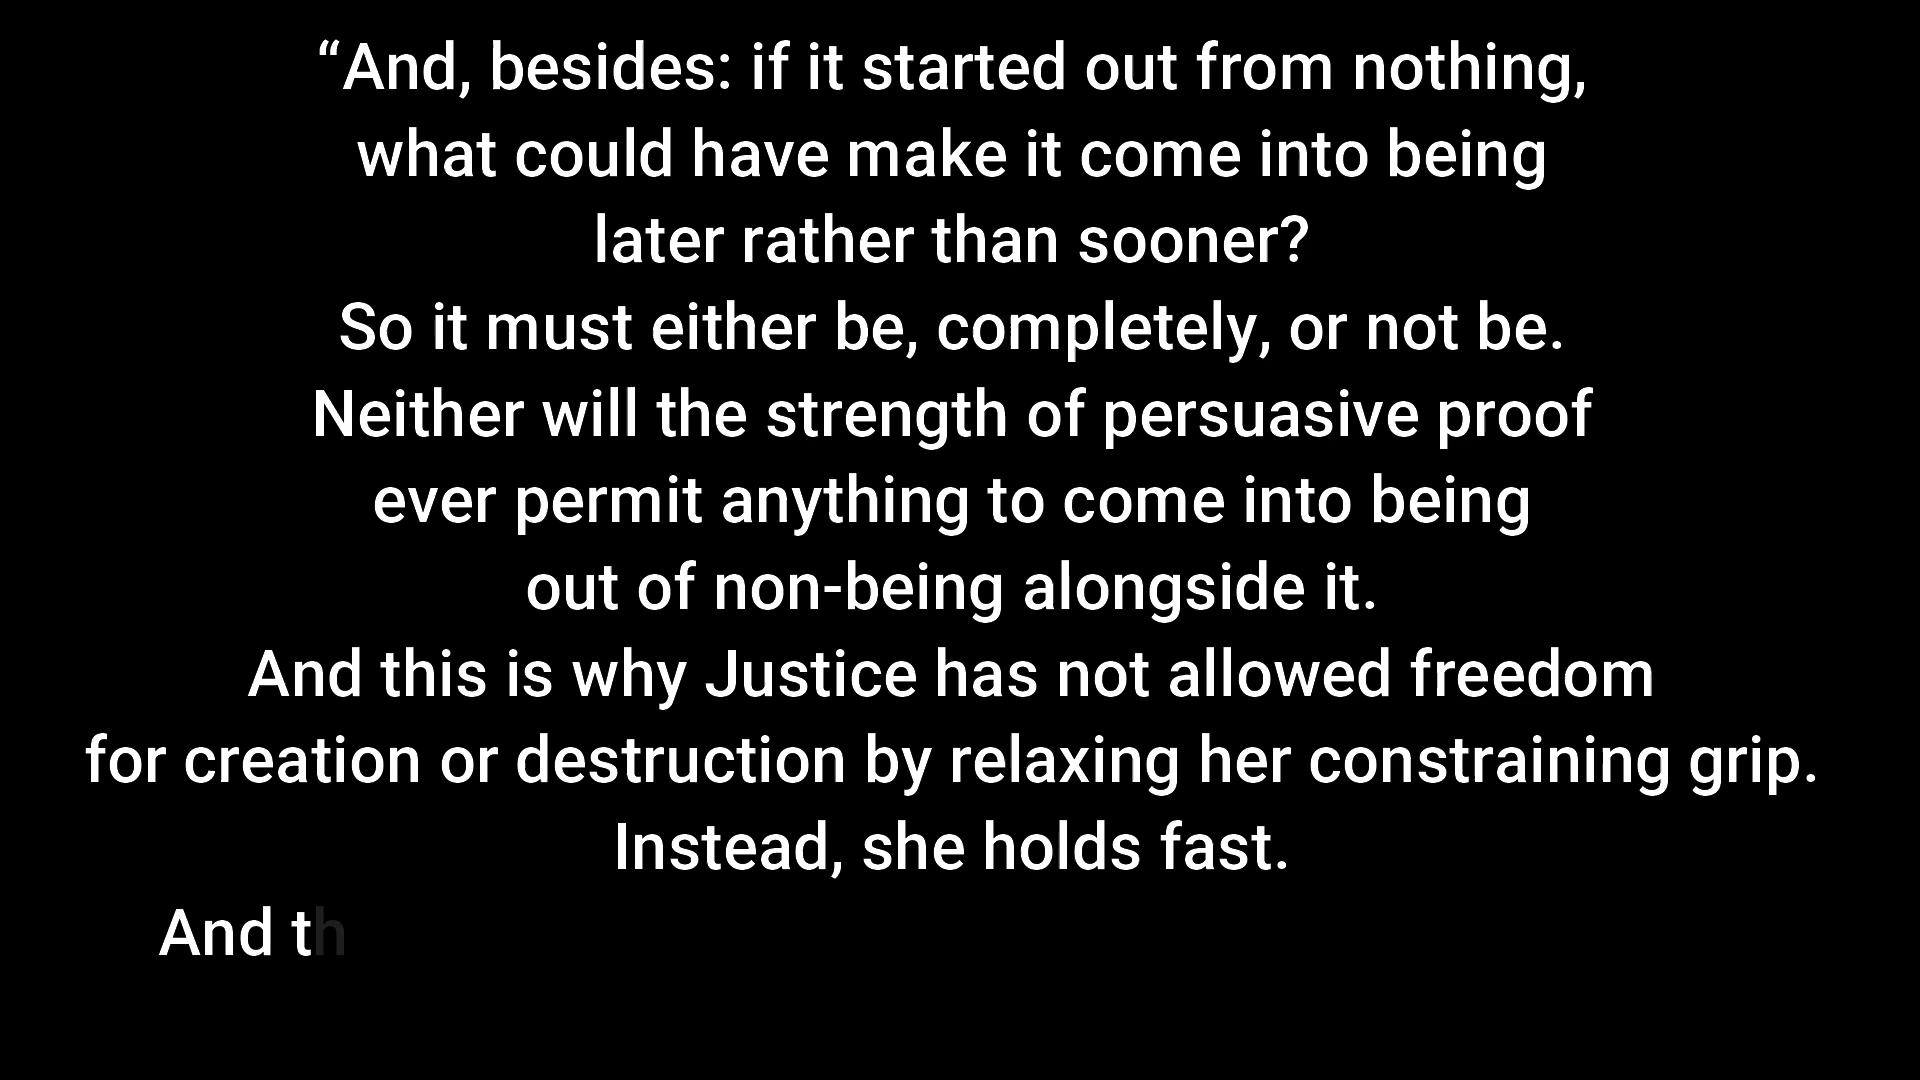 “And, besides: if it started out from nothing,
what could have make it come into being
later rather than sooner?
So it must either be, completely, or not be.
Neither will the strength of persuasive proof
ever permit anything to come into being
out of non-being alongside it.
And this is why Justice has not allowed freedom
for creation or destruction by relaxing her constraining grip.
Instead, she holds fast.
And th